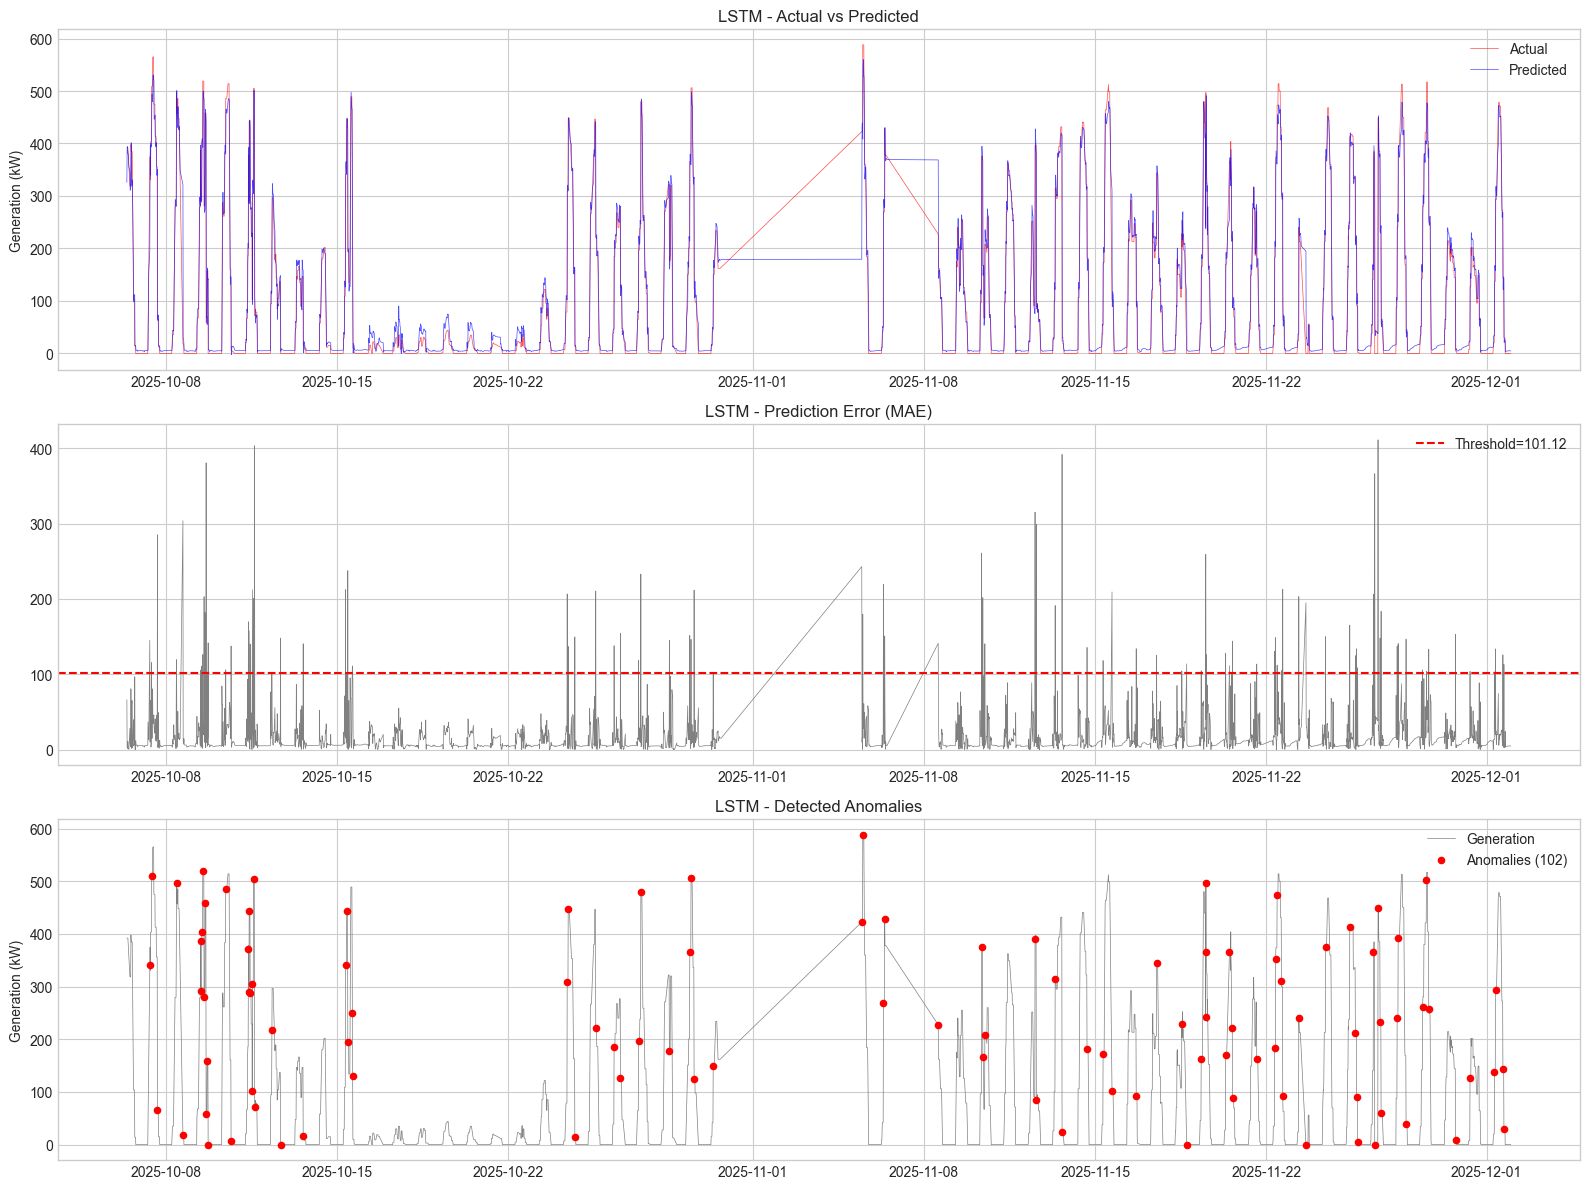 LSTM - Actual vs Predicted
600
500
400
300
200
100
0
Generation (kW)
Actual
Predicted
2025-10-08 2025-10-15 2025-10-22 2025-11-01 2025-11-08 2025-11-15 2025-11-22 2025-12-01
LSTM - Prediction Error (MAE)
400
300
200
100
0
Threshold=101.12
2025-10-08 2025-10-15 2025-10-22 2025-11-01 2025-11-08 2025-11-15 2025-11-22 2025-12-01
LSTM - Detected Anomalies
600
500
400
300
200
100
0
Generation (kW)
Generation
Anomalies (102)
2025-10-08 2025-10-15 2025-10-22 2025-11-01 2025-11-08 2025-11-15 2025-11-22 2025-12-01